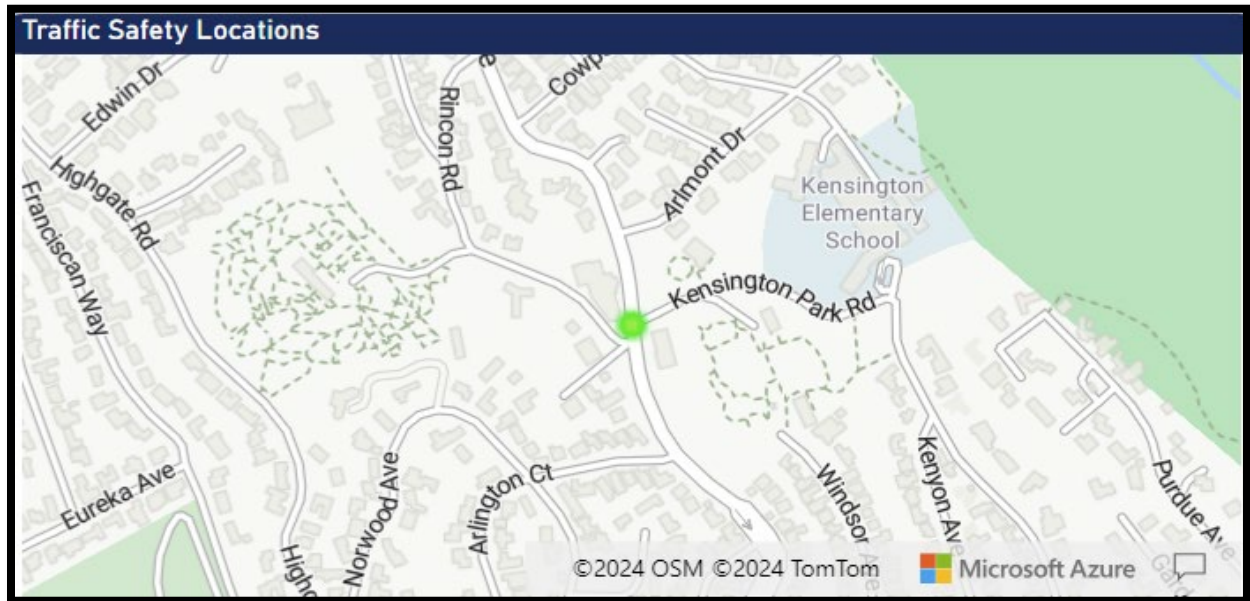 Traffic Safety Locations
Edwin Dr
Rincon Rd
Highgate Rd
Franciscan Way
Arlmont Dr
Kensington
Elementary
School
Kensington Park Rd
Eureka Ave
Norwood Ave
Arlington Ct
Windsor
Kenyon Ave
Purdue Ave
©2024 OSM ©2024 TomTom
Microsoft Azure